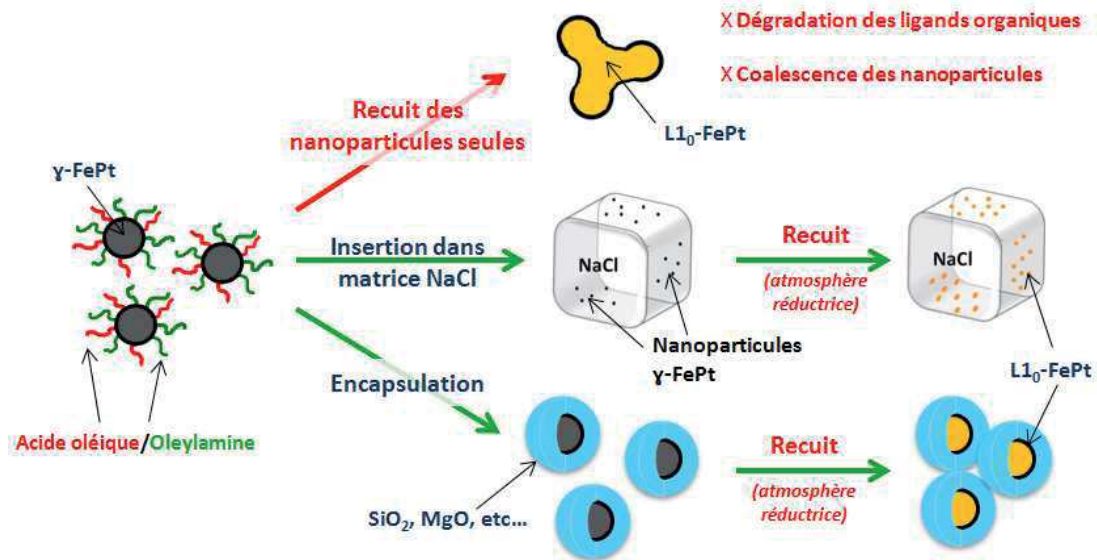 X Dégradation des ligands organiques
X Coalescence des nanoparticules
Recuit des
nanoparticules seules
L1₀-FePt
ɣ-FePt
Insertion dans
matrice NaCl
NaCl
Recuit
(atmosphère
réductrice)
NaCl
Nanoparticules
ɣ-FePt
L1₀-FePt
Encapsulation
Acide oléique/Oleylamine
SiO₂, MgO, etc...
Recuit
(atmosphère
réductrice)